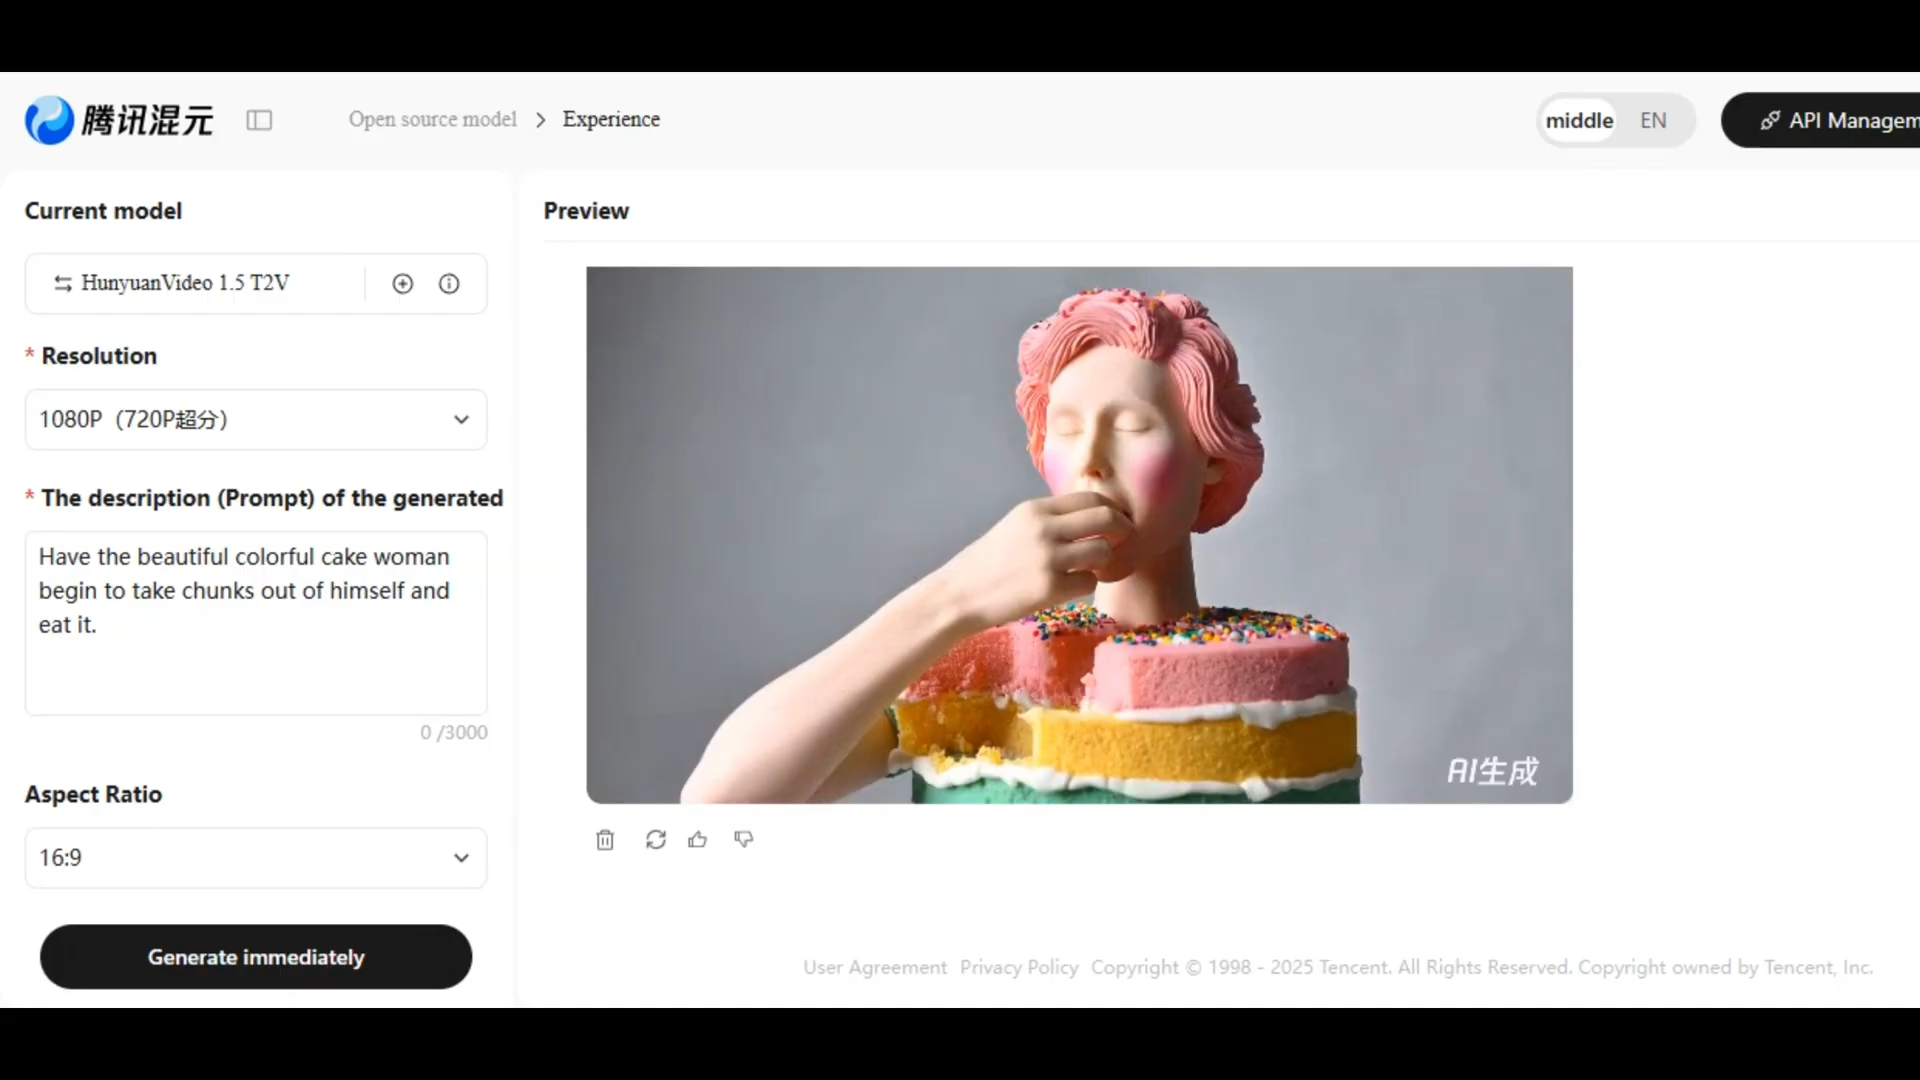 腾讯混元
Open source model > Experience
middle EN
API Managem
Current model
HunyuanVideo 1.5 T2V
* Resolution
1080P（720P超分）
* The description (Prompt) of the generated
Have the beautiful colorful cake woman
begin to take chunks out of himself and
eat it.
0 /3000
Aspect Ratio
16:9
Generate immediately
Preview
AI生成
User Agreement Privacy Policy Copyright © 1998 - 2025 Tencent. All Rights Reserved. Copyright owned by Tencent, Inc.